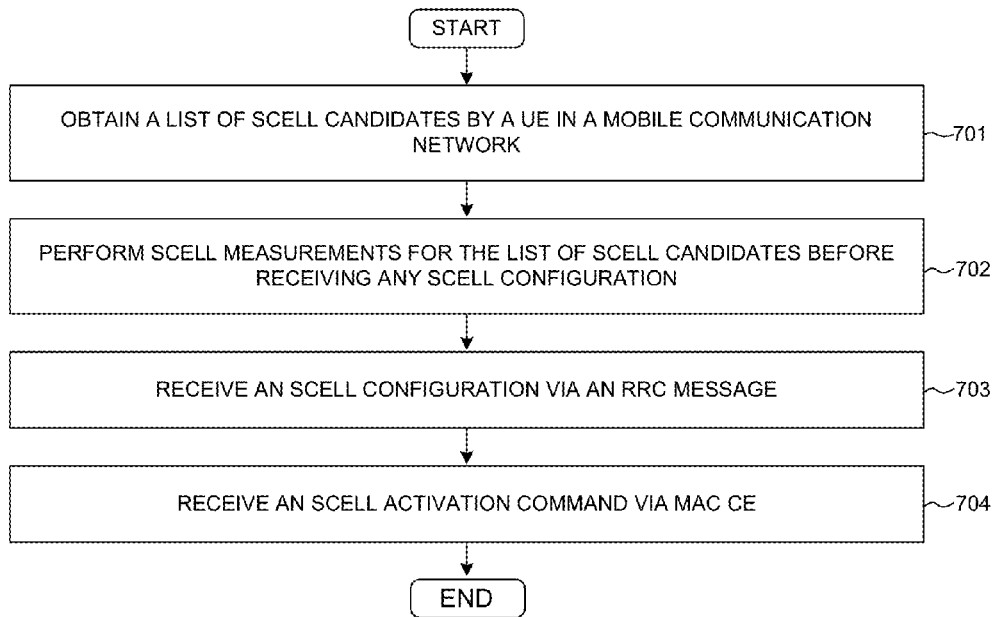 START
OBTAIN A LIST OF SCELL CANDIDATES BY A UE IN A MOBILE COMMUNICATION
NETWORK
701
PERFORM SCELL MEASUREMENTS FOR THE LIST OF SCELL CANDIDATES BEFORE
RECEIVING ANY SCELL CONFIGURATION
702
RECEIVE AN SCELL CONFIGURATION VIA AN RRC MESSAGE
703
RECEIVE AN SCELL ACTIVATION COMMAND VIA MAC CE
704
END